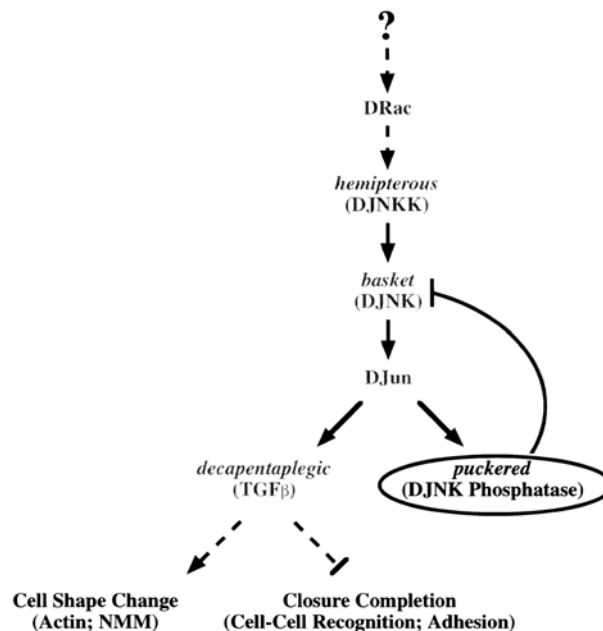 ?
DRac
hemipterous
(DJNKK)
basket
(DJNK)
DJun
decapentaplegic
(TGFβ)
puckered
(DJNK Phosphatase)
Cell Shape Change
(Actin; NMM)
Closure Completion
(Cell-Cell Recognition; Adhesion)